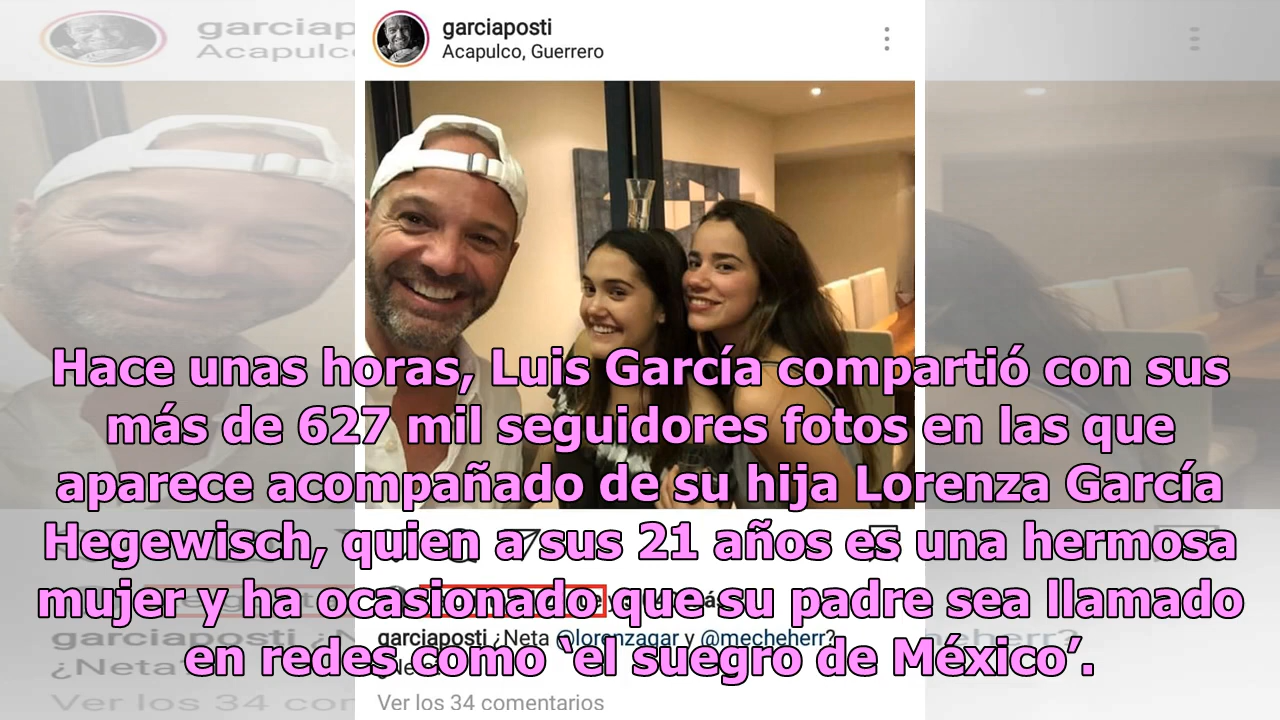 garciaposti
Acapulco, Guerrero
Hace unas horas, Luis García compartió con sus
más de 627 mil seguidores fotos en las que
aparece acompañado de su hija Lorenza García
Hegewisch, quien a sus 21 años es una hermosa
mujer y ha ocasionado que su padre sea llamado
garciaposti ¿Neta @lorenzagar y @mecheherr?
en redes como ‘el suegro de México’.
Ver los 34 comentarios